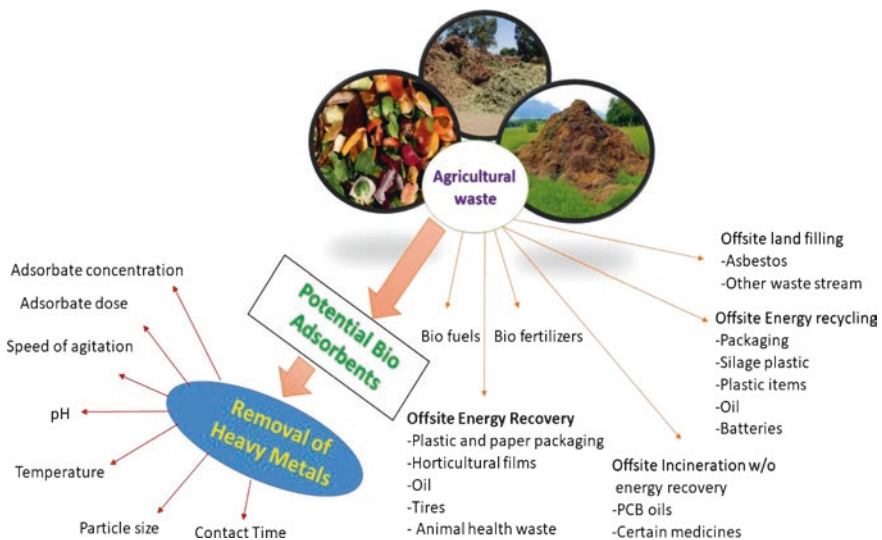 Agricultural
waste
Potential Bio
Adsorbents
Removal of
Heavy Metals
Adsorbate concentration
Adsorbate dose
Speed of agitation
pH
Temperature
Particle size
Contact Time
Bio fuels
Bio fertilizers
Offsite Energy Recovery
-Plastic and paper packaging
-Horticultural films
-Oil
-Tires
- Animal health waste
Offsite Incineration w/o
energy recovery
-PCB oils
-Certain medicines
Offsite land filling
-Asbestos
-Other waste stream
Offsite Energy recycling
-Packaging
-Silage plastic
-Plastic items
-Oil
-Batteries